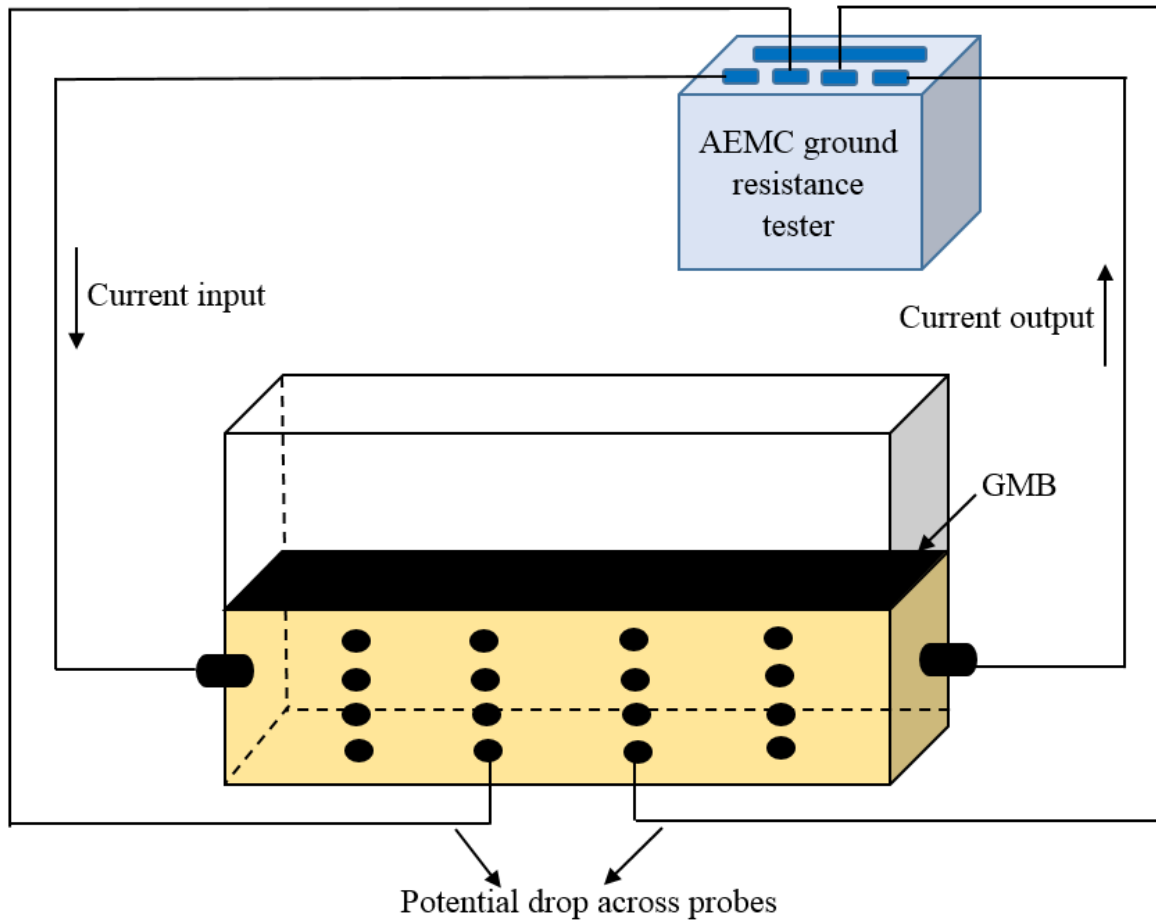 AEMC ground
resistance
tester
Current input
Current output
GMB
Potential drop across probes